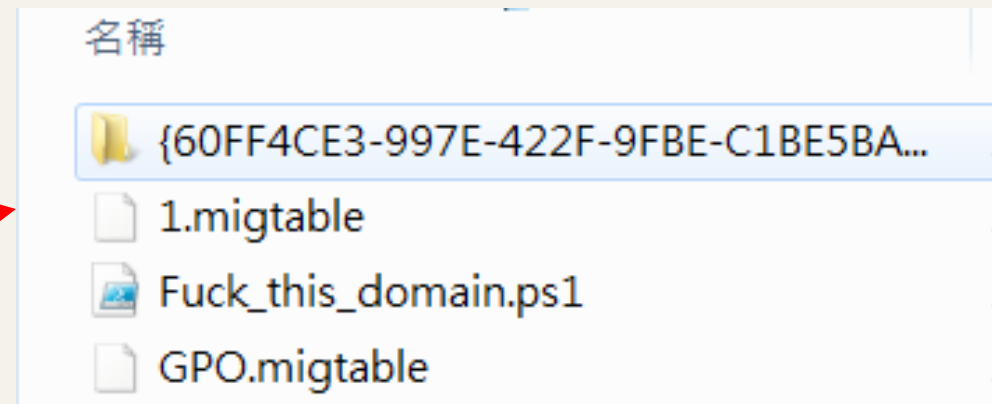 名稱
{60FF4CE3-997E-422F-9FBE-C1BE5BA...
1.migtable
Fuck_this_domain.ps1
GPO.migtable